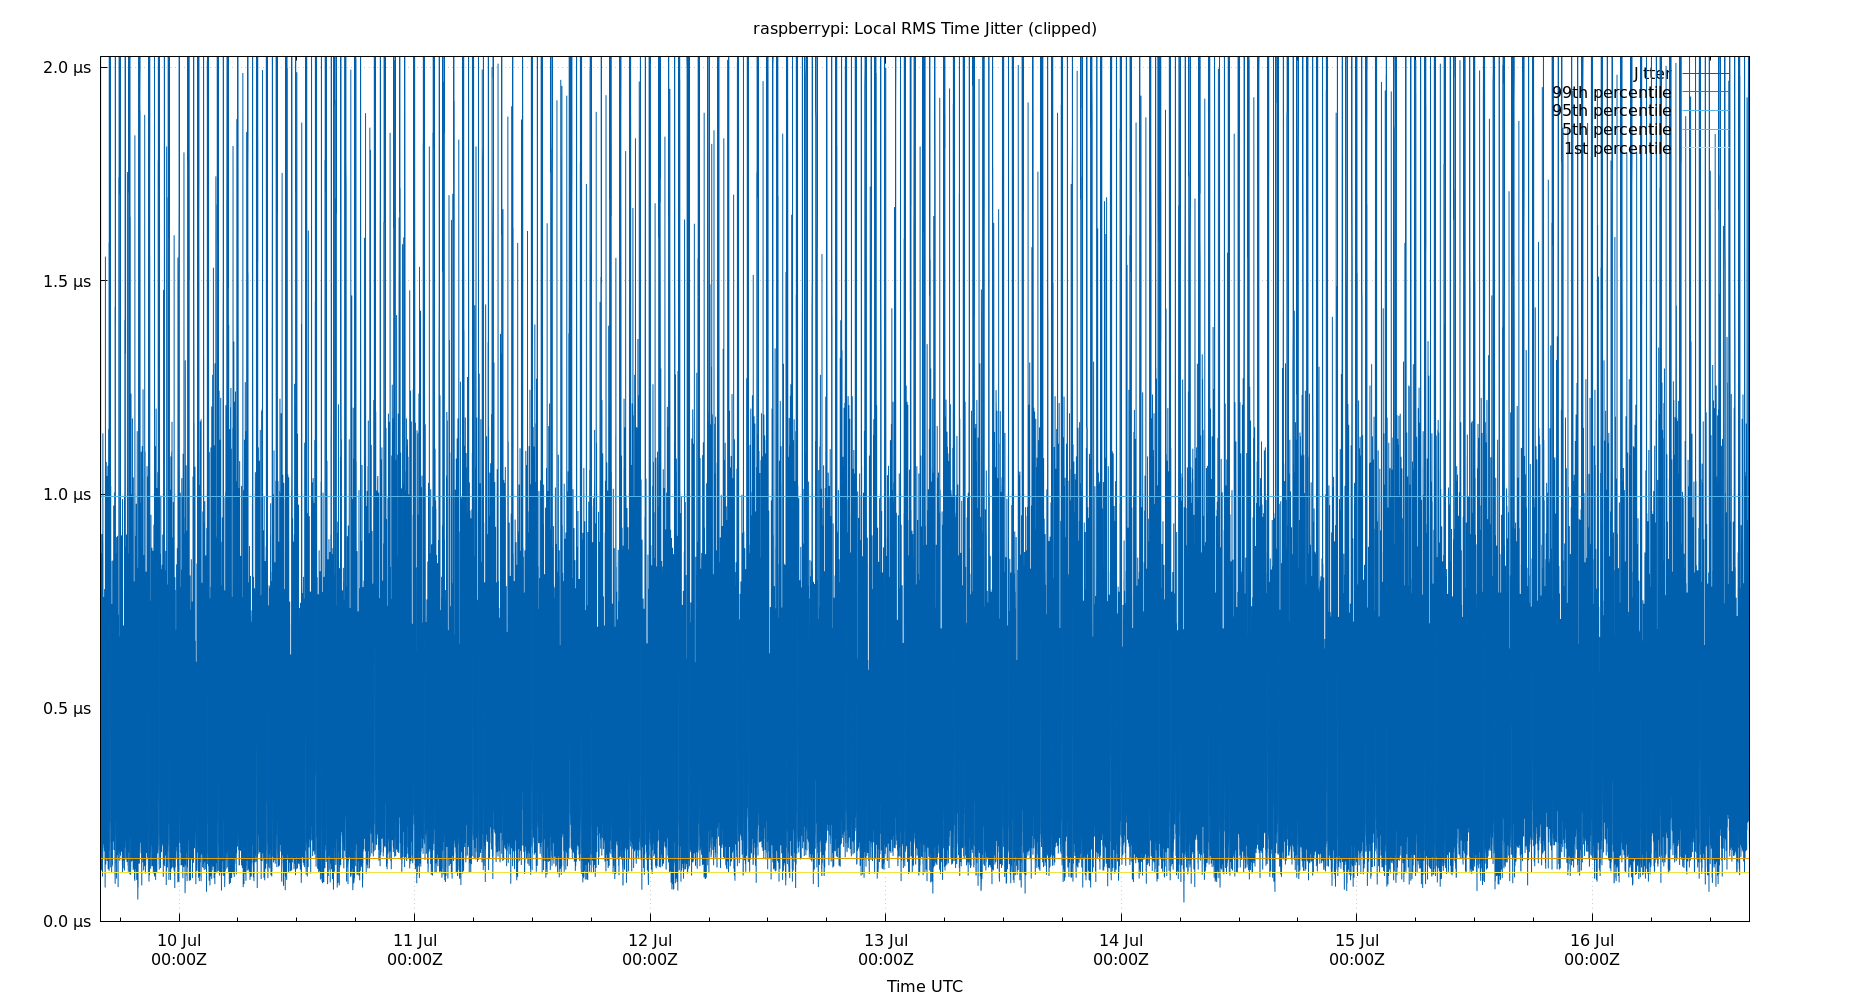 raspberrypi: Local RMS Time Jitter (clipped)
2.0 µs
1.5 µs
1.0 µs
0.5 µs
0.0 µs
Jitter
99th percentile
95th percentile
5th percentile
1st percentile
10 Jul 11 Jul 12 Jul 13 Jul 14 Jul 15 Jul 16 Jul
00:00Z 00:00Z 00:00Z 00:00Z 00:00Z 00:00Z 00:00Z
Time UTC